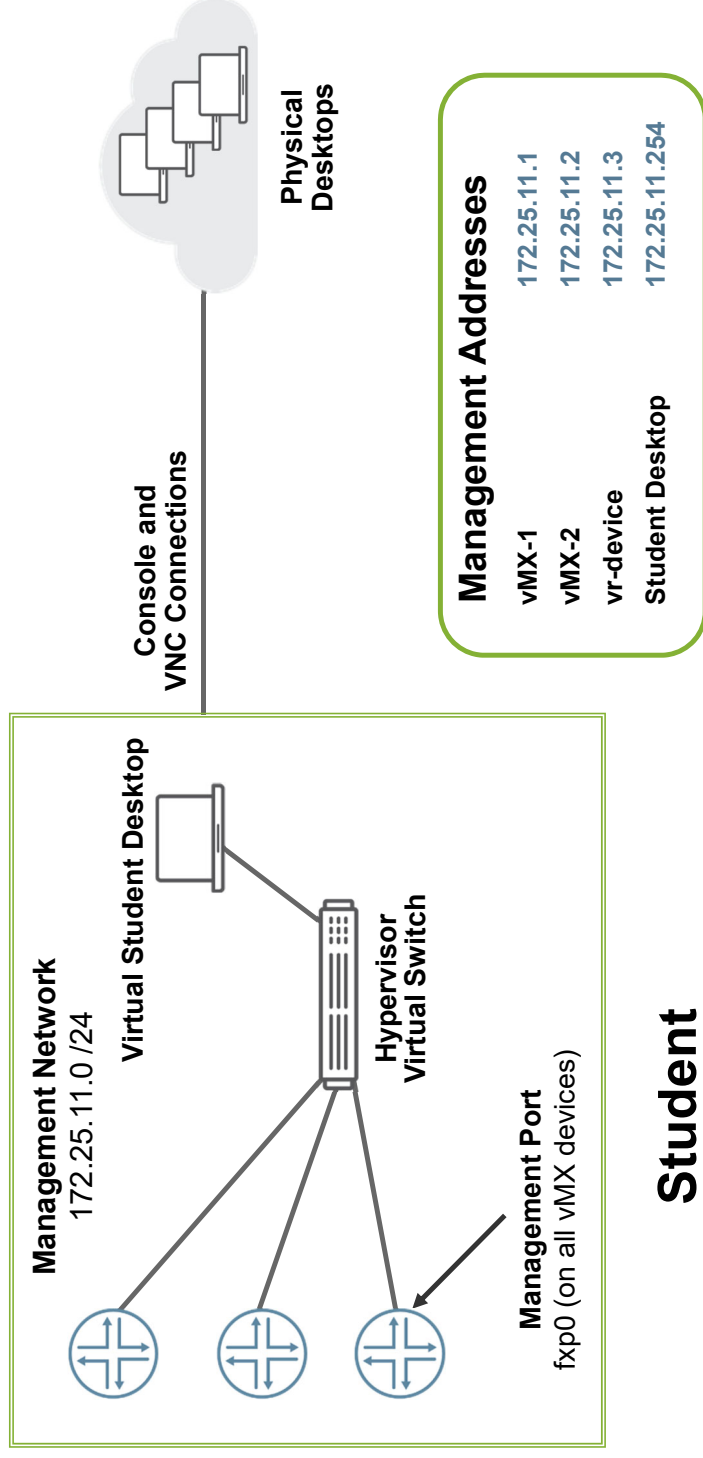 Management Network
172.25.11.0 /24
Virtual Student Desktop
Hypervisor
Virtual Switch
Management Port
fxp0 (on all vMX devices)
Console and
VNC Connections
Physical
Desktops
Management Addresses
vMX-1 172.25.11.1
vMX-2 172.25.11.2
vr-device 172.25.11.3
Student Desktop 172.25.11.254
Student